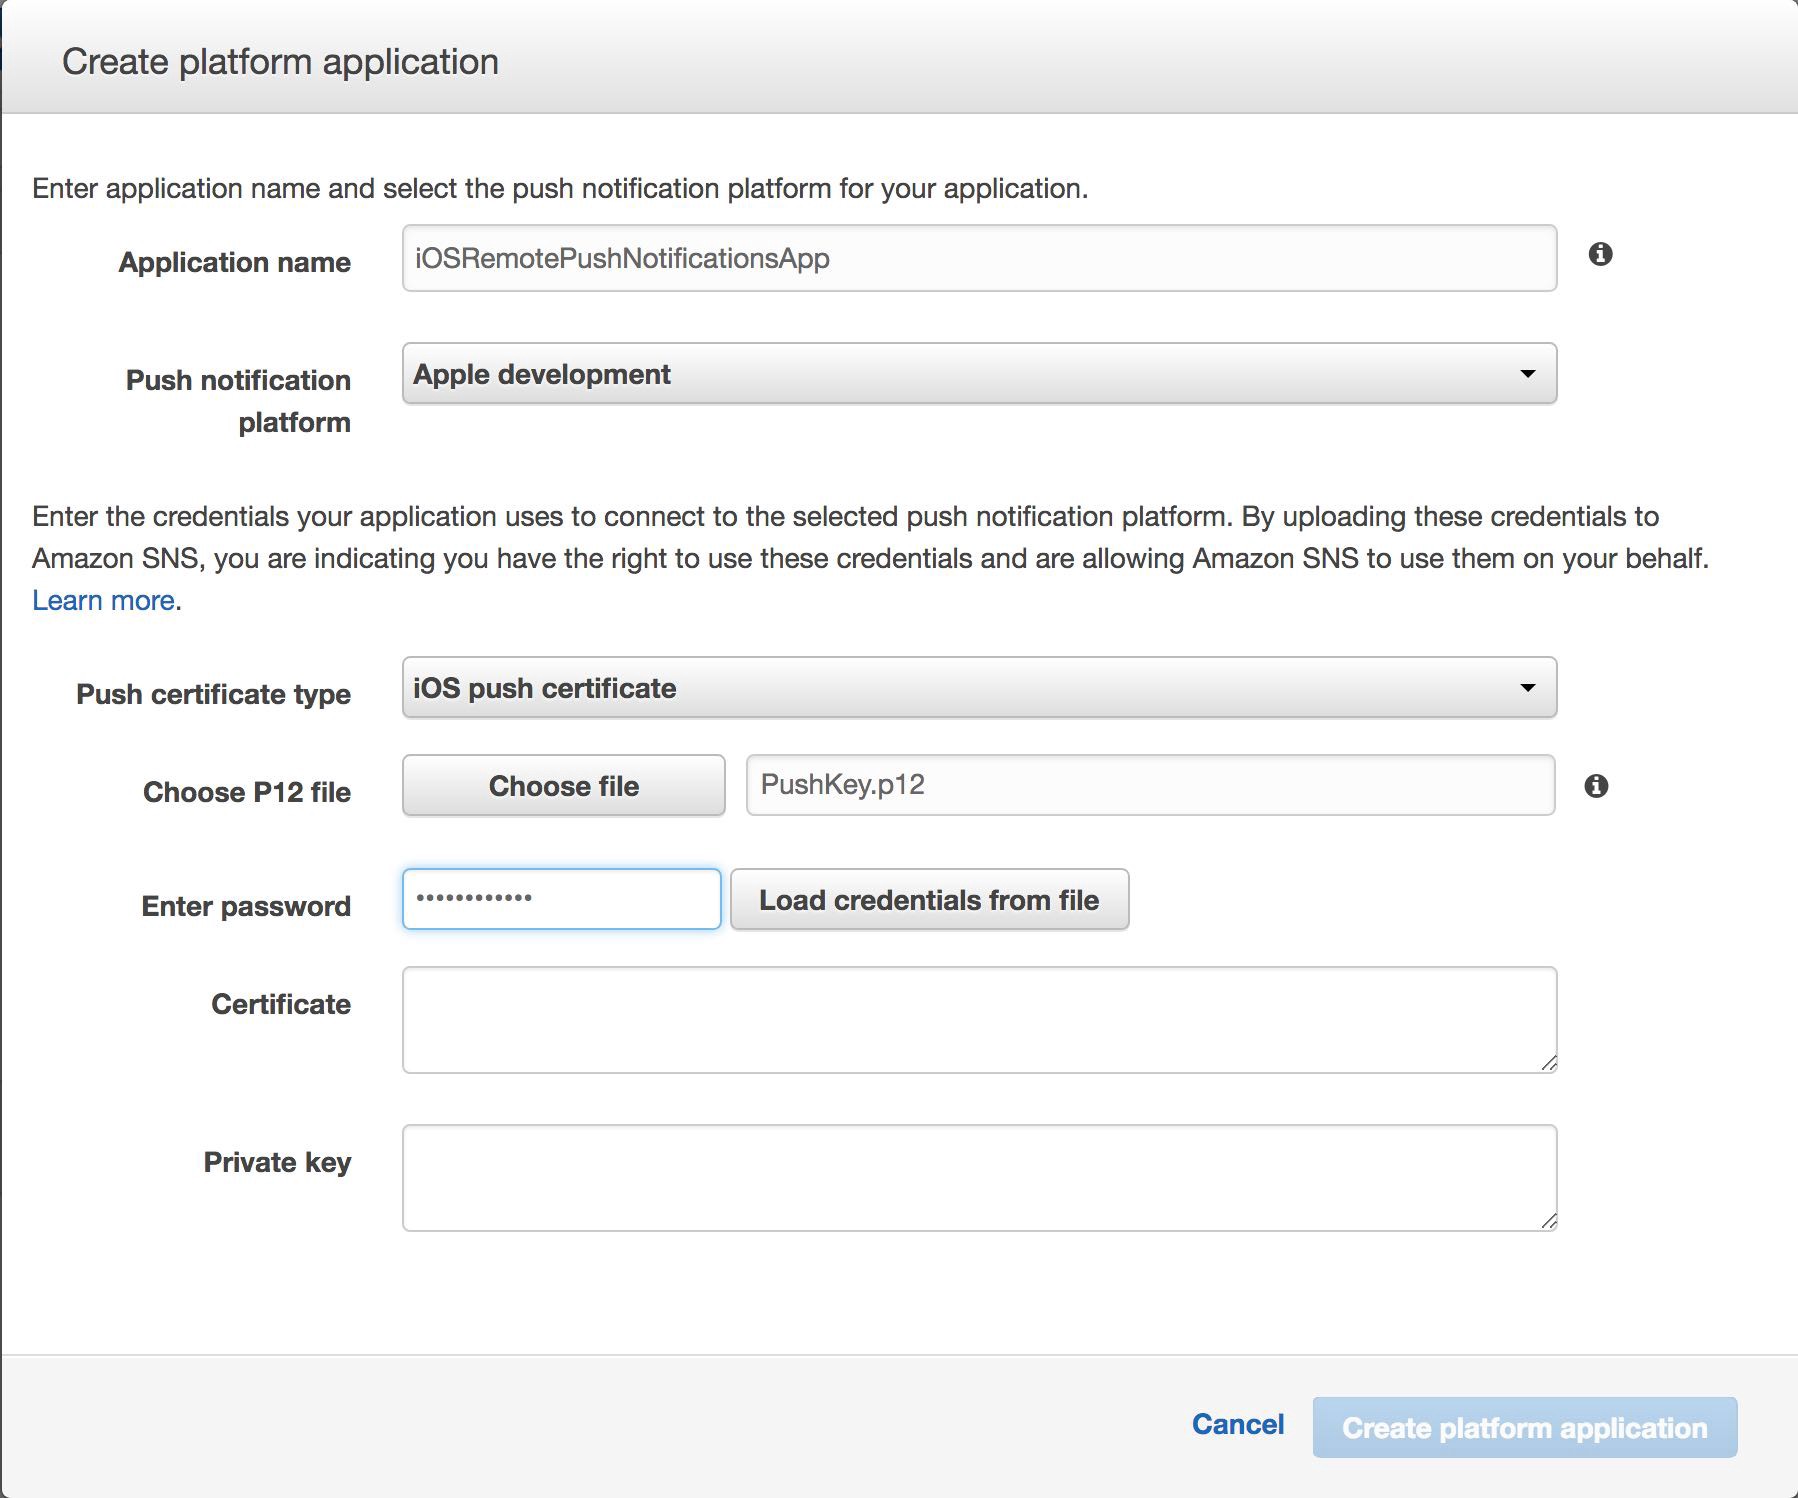 Create platform application
Enter application name and select the push notification platform for your application.
Application name
iOSRemotePushNotificationsApp
Push notification
platform
Apple development
Enter the credentials your application uses to connect to the selected push notification platform. By uploading these credentials to
Amazon SNS, you are indicating you have the right to use these credentials and are allowing Amazon SNS to use them on your behalf.
Learn more.
Push certificate type
iOS push certificate
Choose P12 file
Choose file
PushKey.p12
Enter password
••••••••••••
Load credentials from file
Certificate
Private key
Cancel
Create platform application